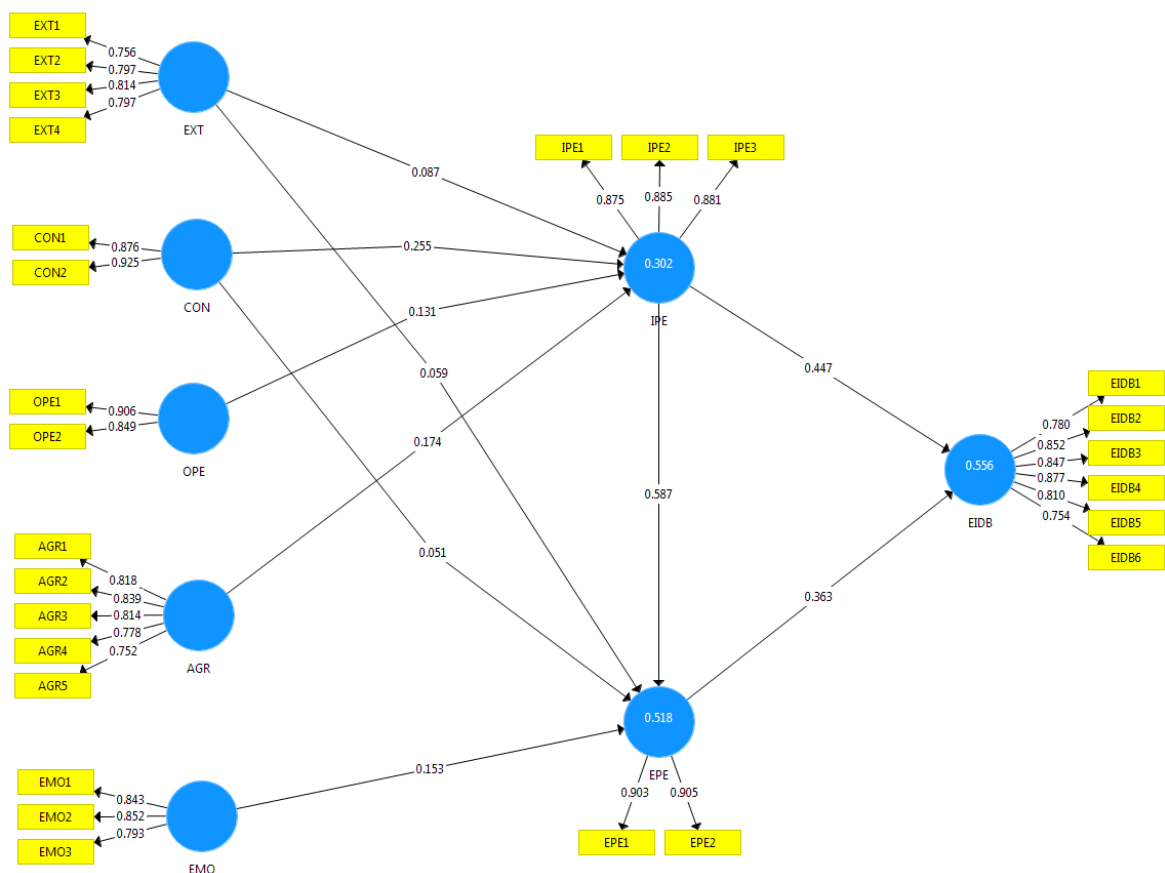 EXT1
EXT2
EXT3
EXT4
0.756
0.797
0.814
0.797
EXT
CON1
CON2
0.876
0.925
CON
OPE1
OPE2
0.906
0.849
OPE
AGR1
AGR2
AGR3
AGR4
AGR5
0.818
0.839
0.814
0.778
0.752
AGR
EMO1
EMO2
EMO3
0.843
0.852
0.793
EMO
0.087
0.255
0.131
0.059
0.174
0.051
0.153
IPE1
IPE2
IPE3
0.875
0.885
0.881
0.302
IPE
0.587
0.518
EPE
0.903
0.905
EPE1
EPE2
0.447
0.363
0.556
EIDB
0.780
0.852
0.847
0.877
0.810
0.754
EIDB1
EIDB2
EIDB3
EIDB4
EIDB5
EIDB6